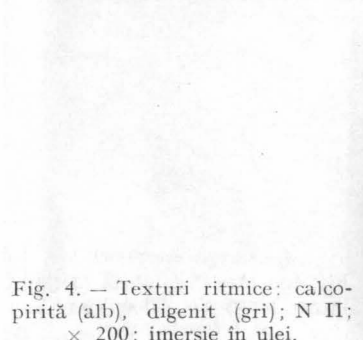 Fig. 4. — Texturi ritmice: calco-
pirită (alb), digenit (gri); N II;
× 200; imersie în ulei.